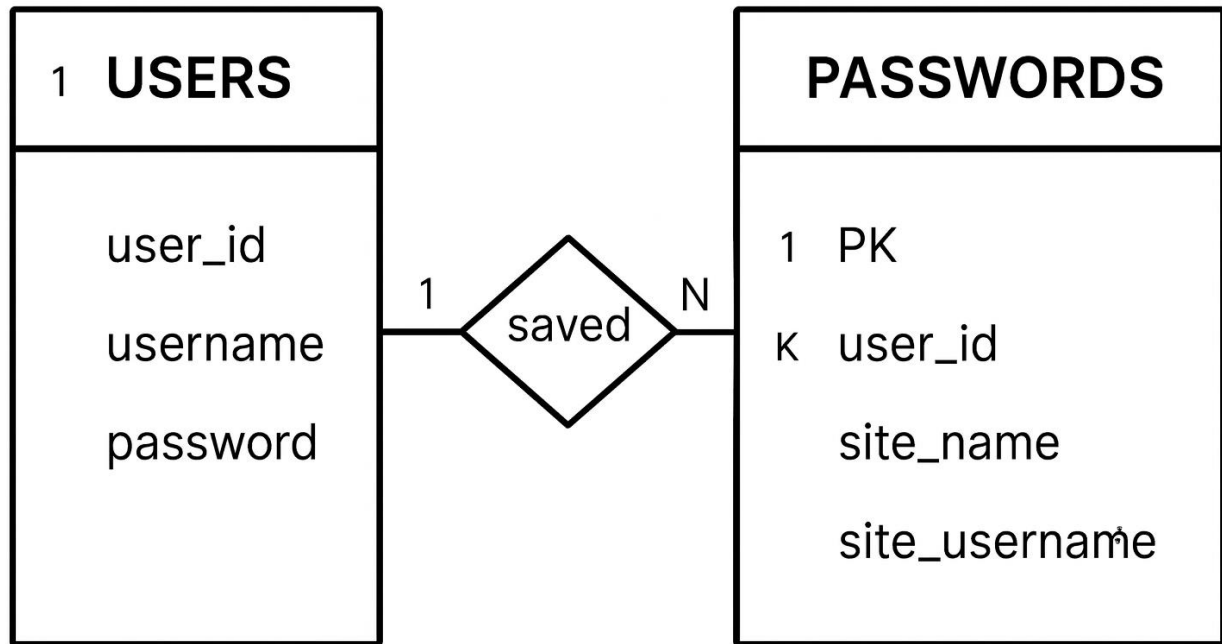 1 USERS
user_id
username
password
1
saved
N
PASSWORDS
1 PK
K user_id
site_name
site_username